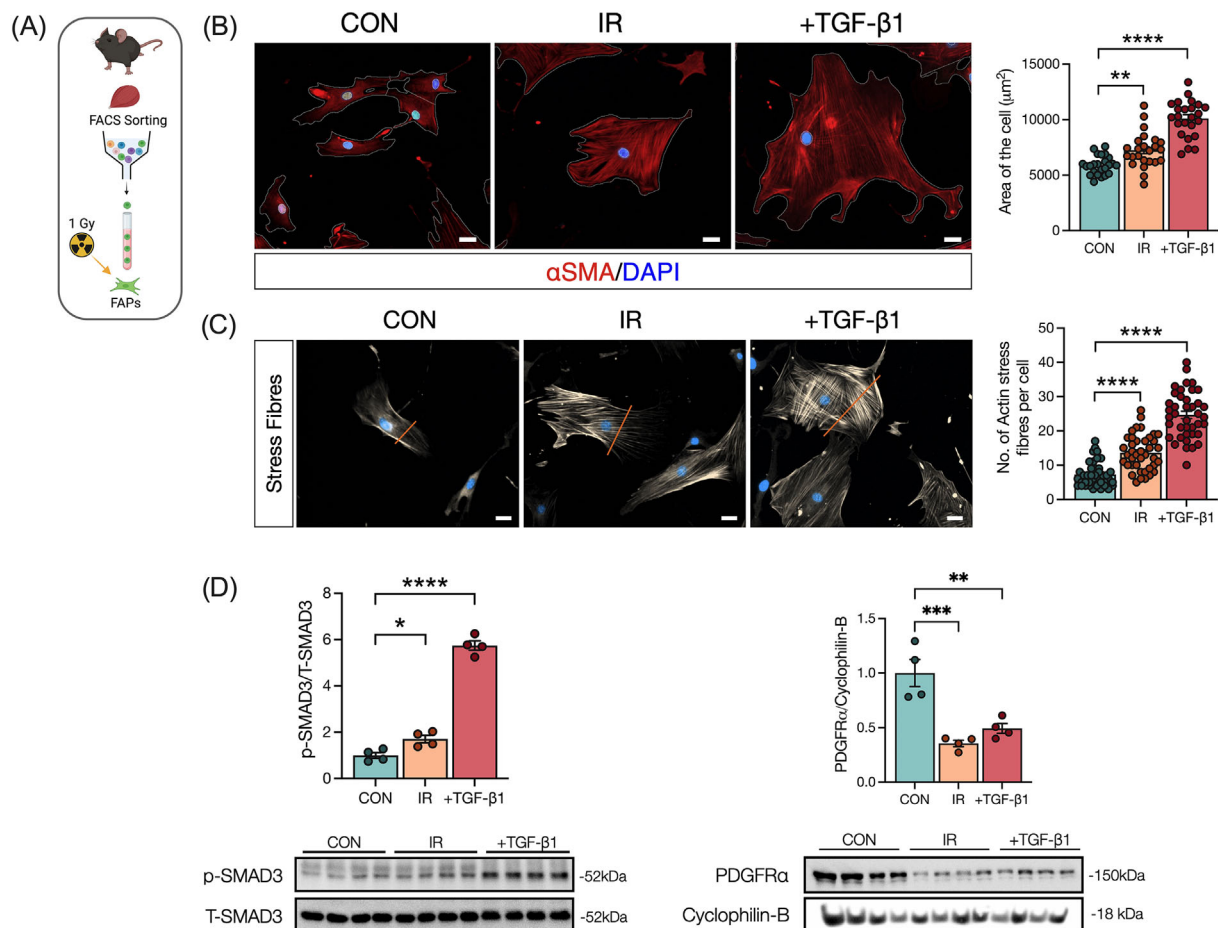 (A)
FACS Sorting
1 Gy
FAPs
(B)
CON
IR
+TGF-β1
αSMA/DAPI
Area of the cell (μm²)
15000
10000
5000
0
****
**
CON
IR
+TGF-β1
(C)
CON
IR
+TGF-β1
Stress Fibres
No. of Actin stress
fibres per cell
50
40
30
20
10
0
****
****
CON
IR
+TGF-β1
(D)
p-SMAD3/T-SMAD3
8
6
4
2
0
****
*
CON
IR
+TGF-β1
CON
IR
+TGF-β1
p-SMAD3
-52kDa
T-SMAD3
-52kDa
PDGFRα/Cyclophilin-B
1.5
1.0
0.5
0.0
**
***
CON
IR
+TGF-β1
CON
IR
+TGF-β1
PDGFRα
-150kDa
Cyclophilin-B
-18 kDa